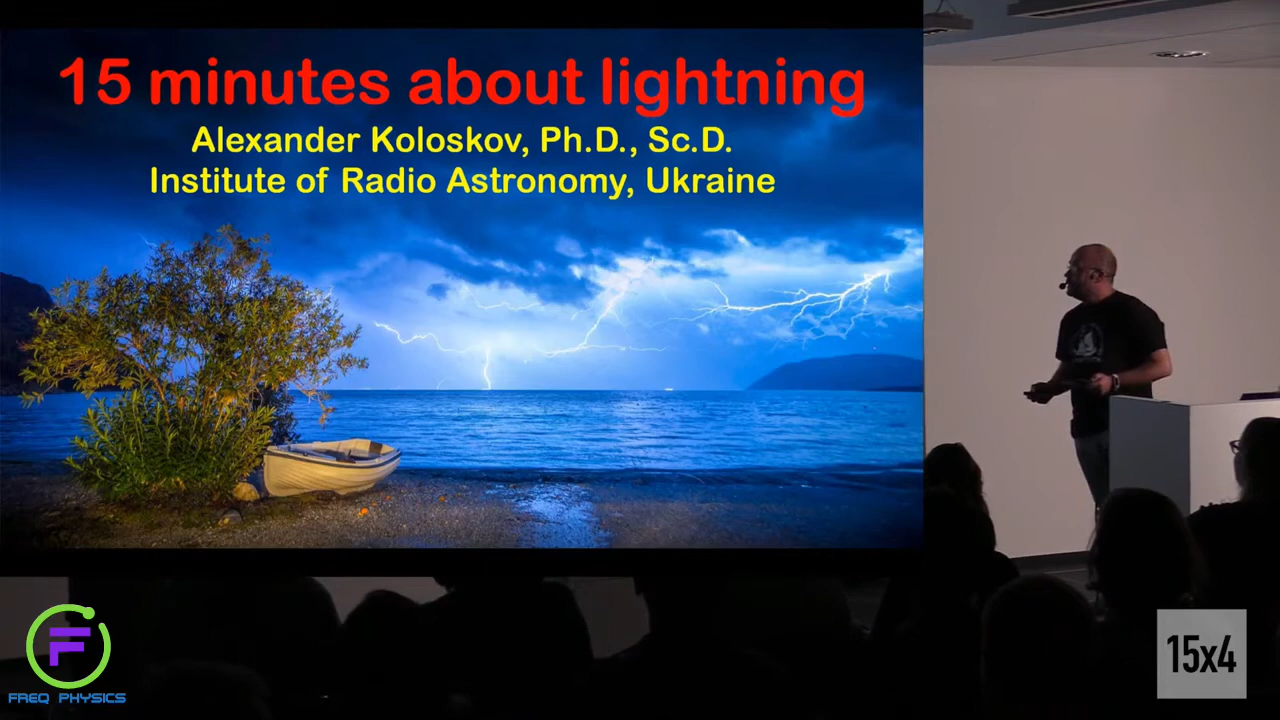 15 minutes about lightning
Alexander Koloskov, Ph.D., Sc.D.
Institute of Radio Astronomy, Ukraine
F
FREQ PHYSICS
15x4